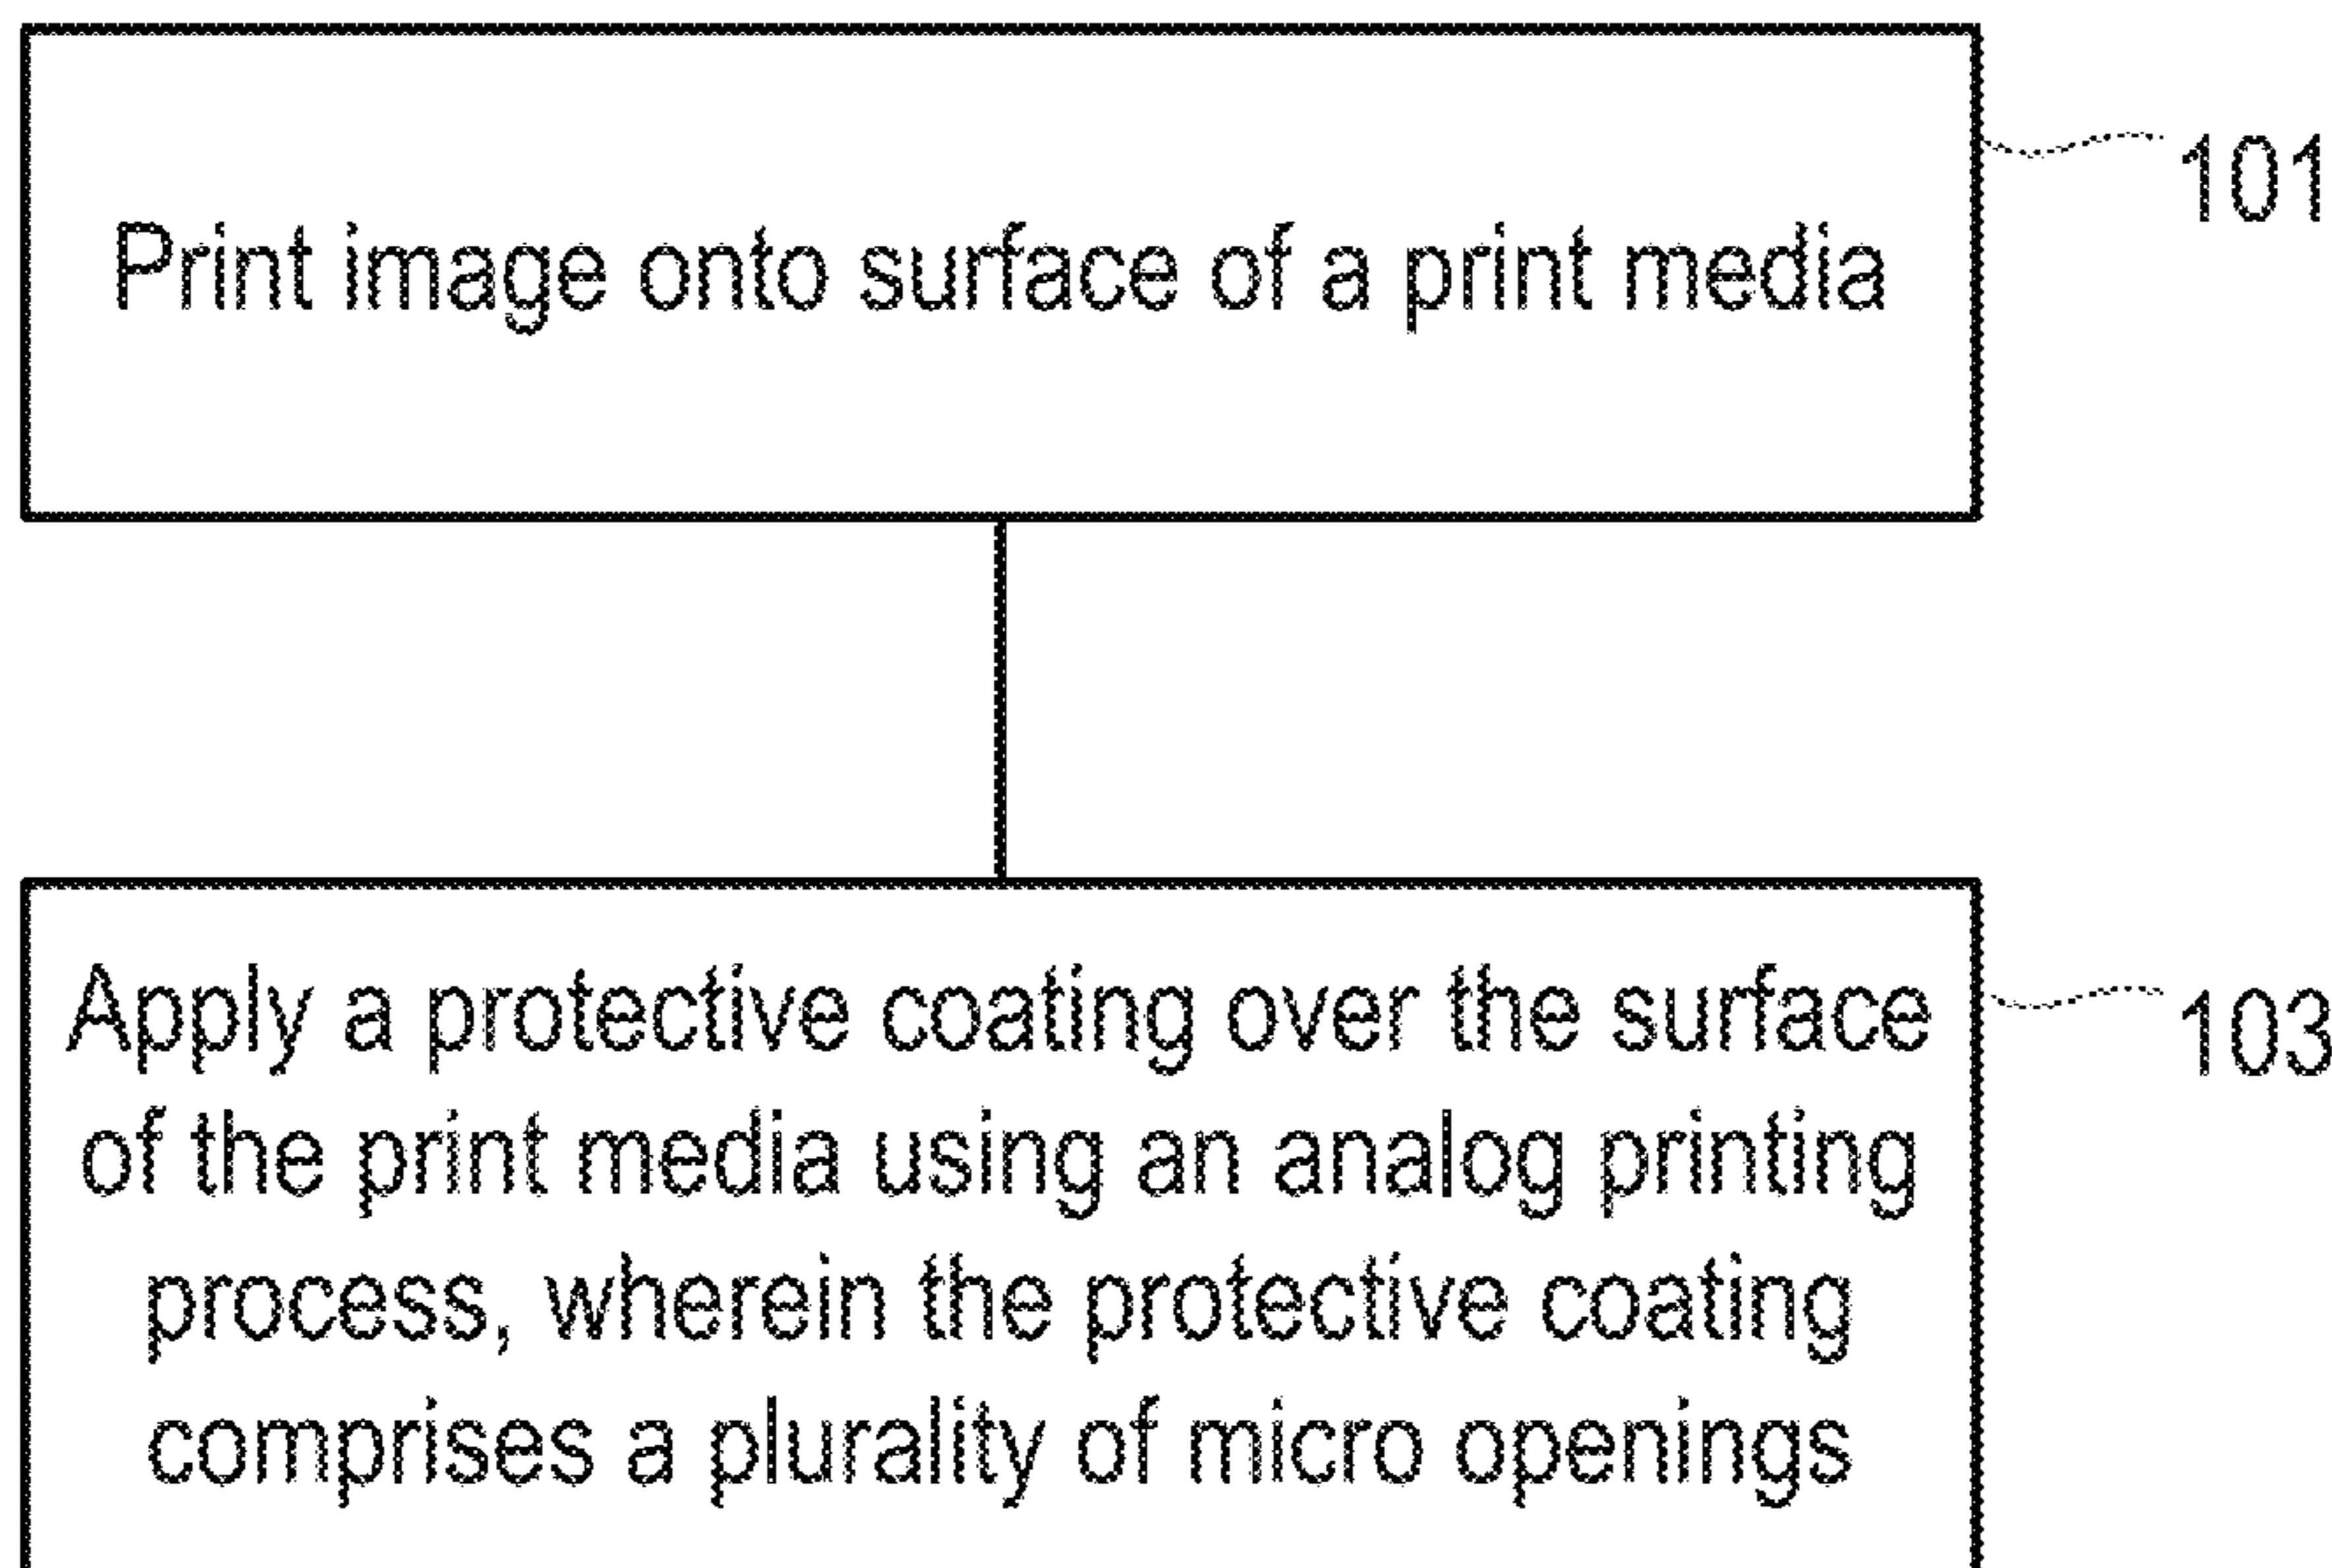 101
Print image onto surface of a print media
Apply a protective coating over the surface
103
of the print media using an analog printing
process, wherein the protective coating
comprises a plurality of micro openings